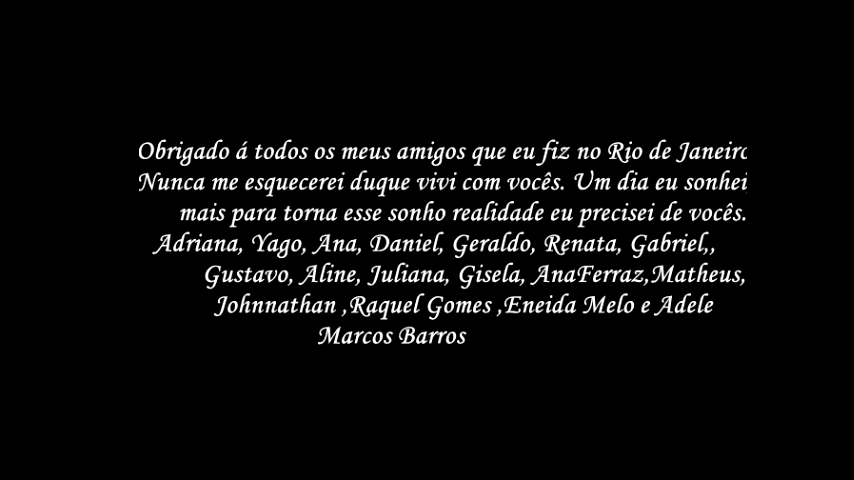 Obrigado á todos os meus amigos que eu fiz no Rio de Janeiro
Nunca me esquecerei duque vivi com vocês. Um dia eu sonhei,
mais para torna esse sonho realidade eu precisei de vocês.
Adriana, Yago, Ana, Daniel, Geraldo, Renata, Gabriel,,
Gustavo, Aline, Juliana, Gisela, AnaFerraz,Matheus,
Johnnathan ,Raquel Gomes ,Eneida Melo e Adele
Marcos Barros